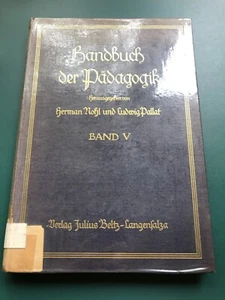 Handbuch
der Pädagogik
Herausgegeben von
Herman Nohl und Ludwig Pallat
BAND V
Verlag Julius Beltz-Langensalza